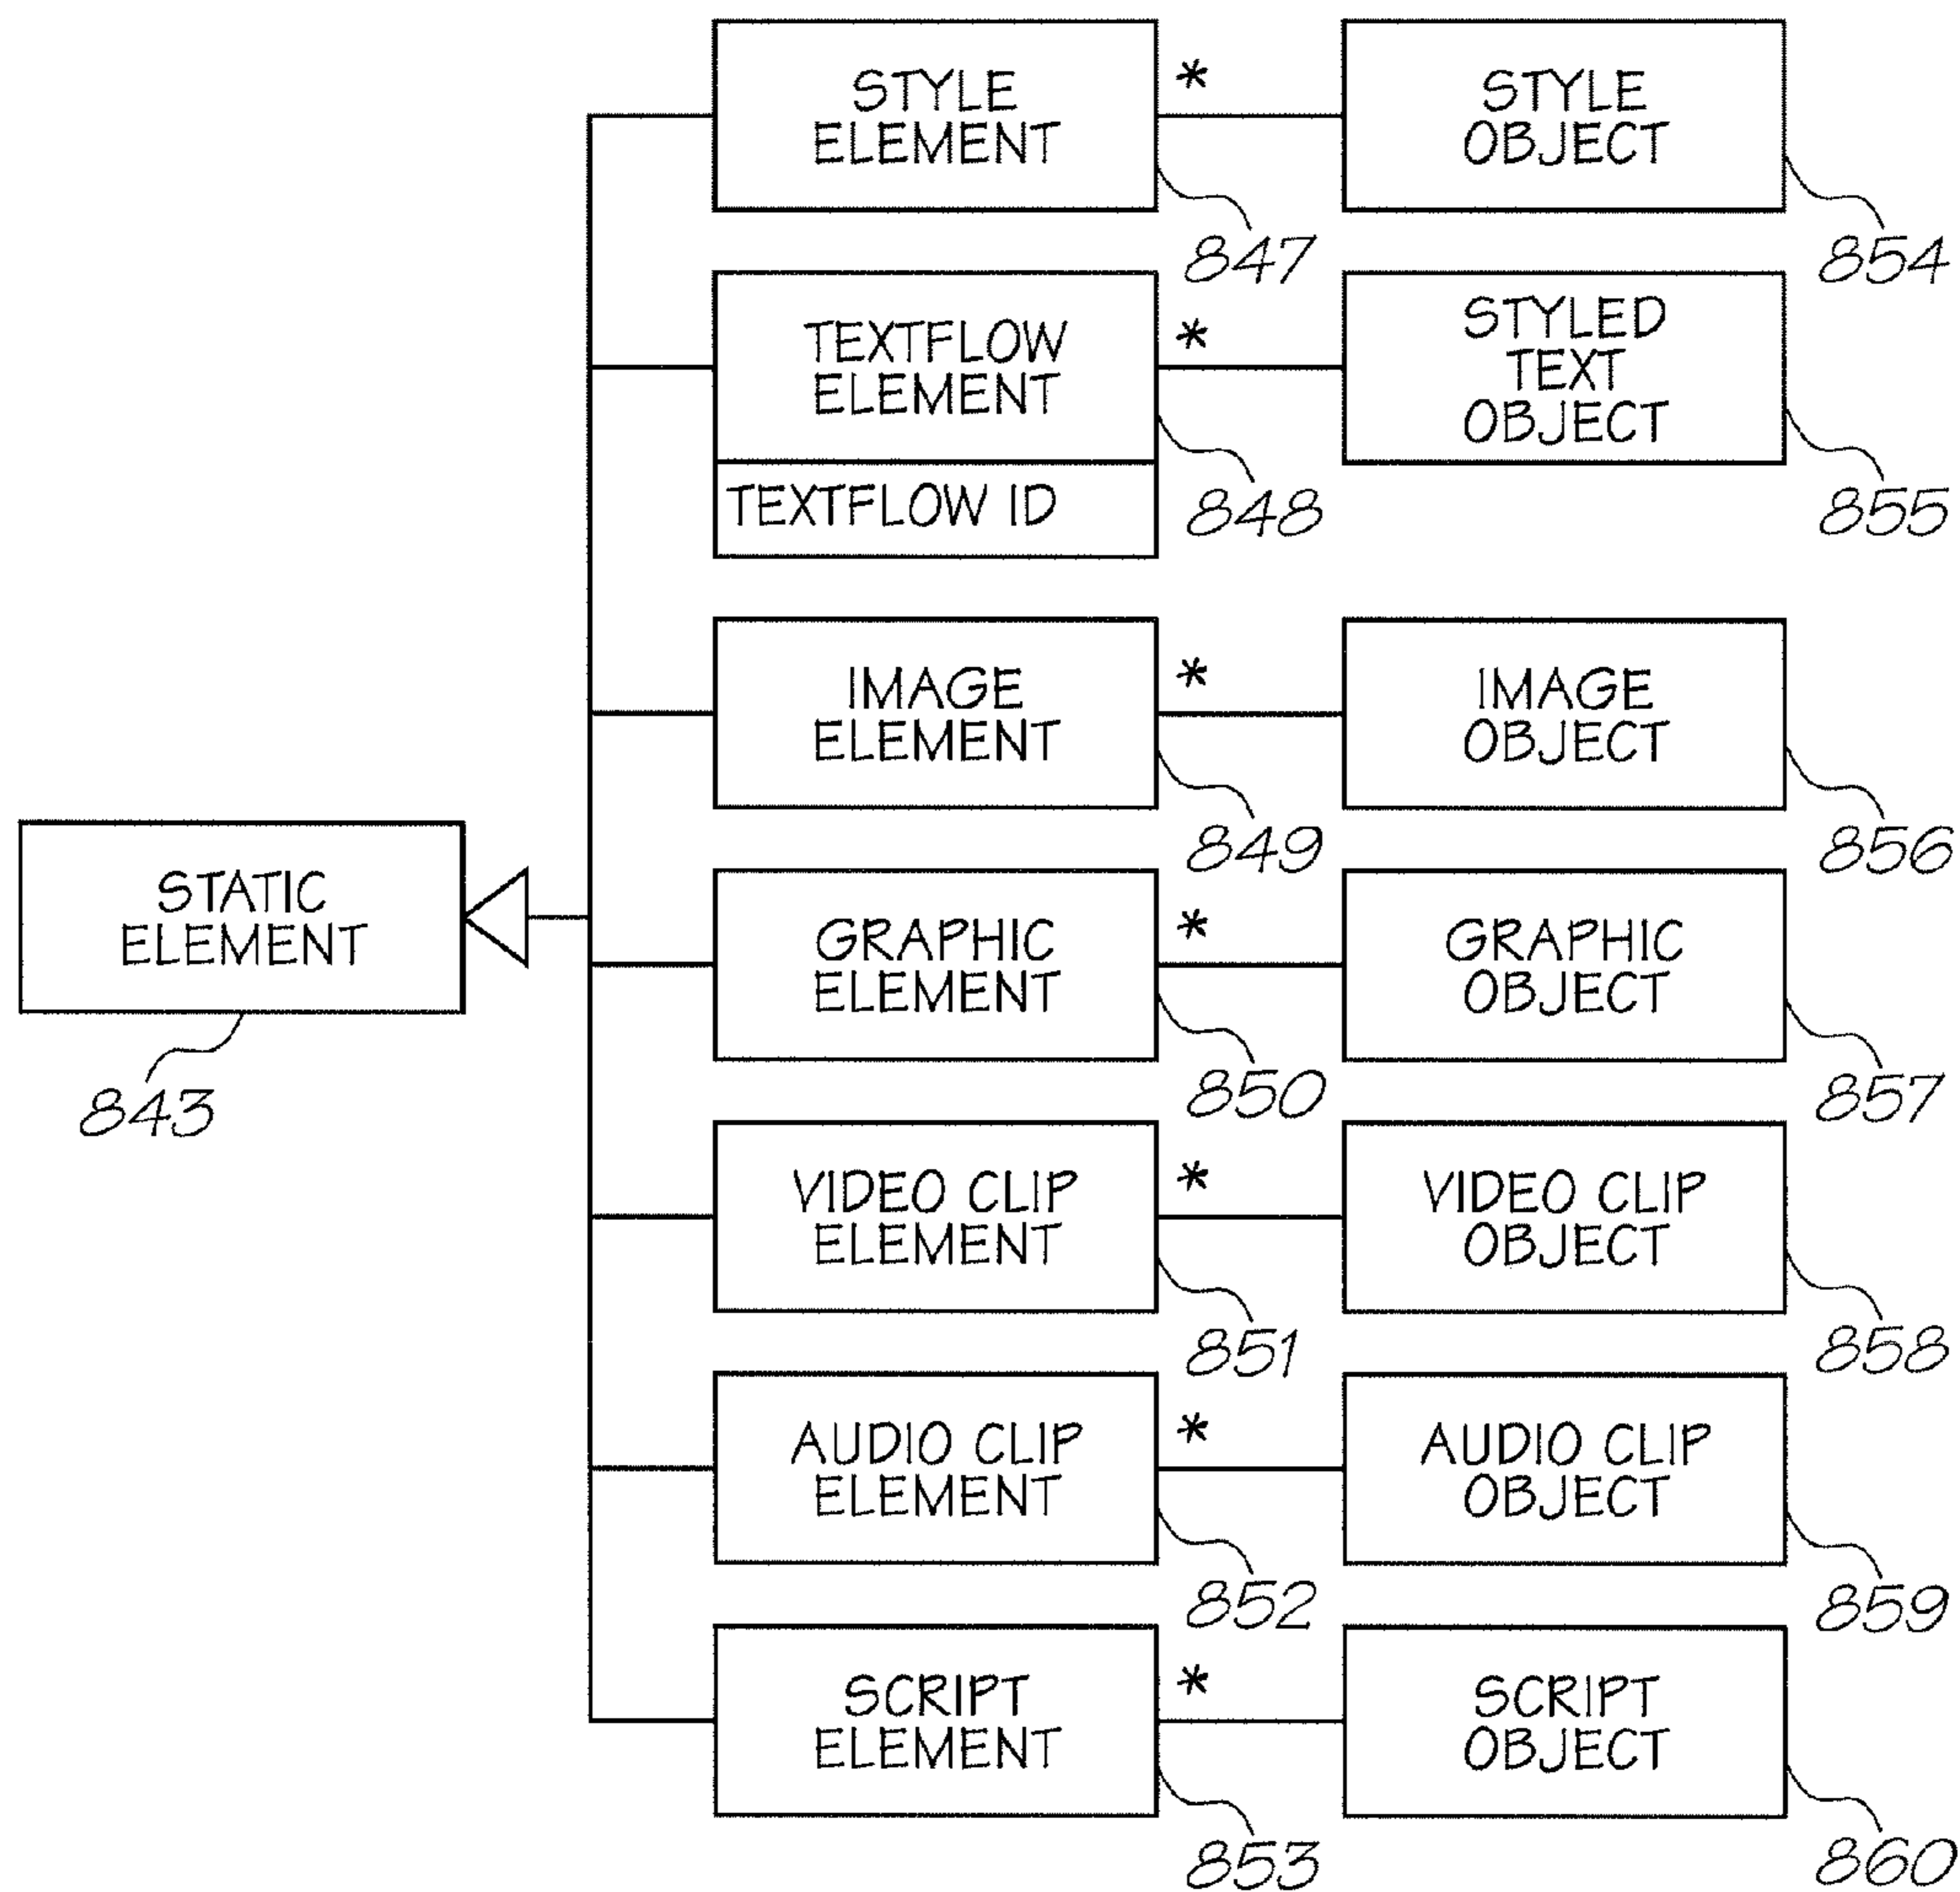 STYLE
ELEMENT
*
STYLE
OBJECT
847
854
TEXTFLOW
ELEMENT
*
STYLED
TEXT
OBJECT
TEXTFLOW ID
848
855
IMAGE
ELEMENT
*
IMAGE
OBJECT
849
856
STATIC
ELEMENT
843
GRAPHIC
ELEMENT
*
GRAPHIC
OBJECT
850
857
VIDEO CLIP
ELEMENT
*
VIDEO CLIP
OBJECT
851
858
AUDIO CLIP
ELEMENT
*
AUDIO CLIP
OBJECT
852
859
SCRIPT
ELEMENT
*
SCRIPT
OBJECT
853
860